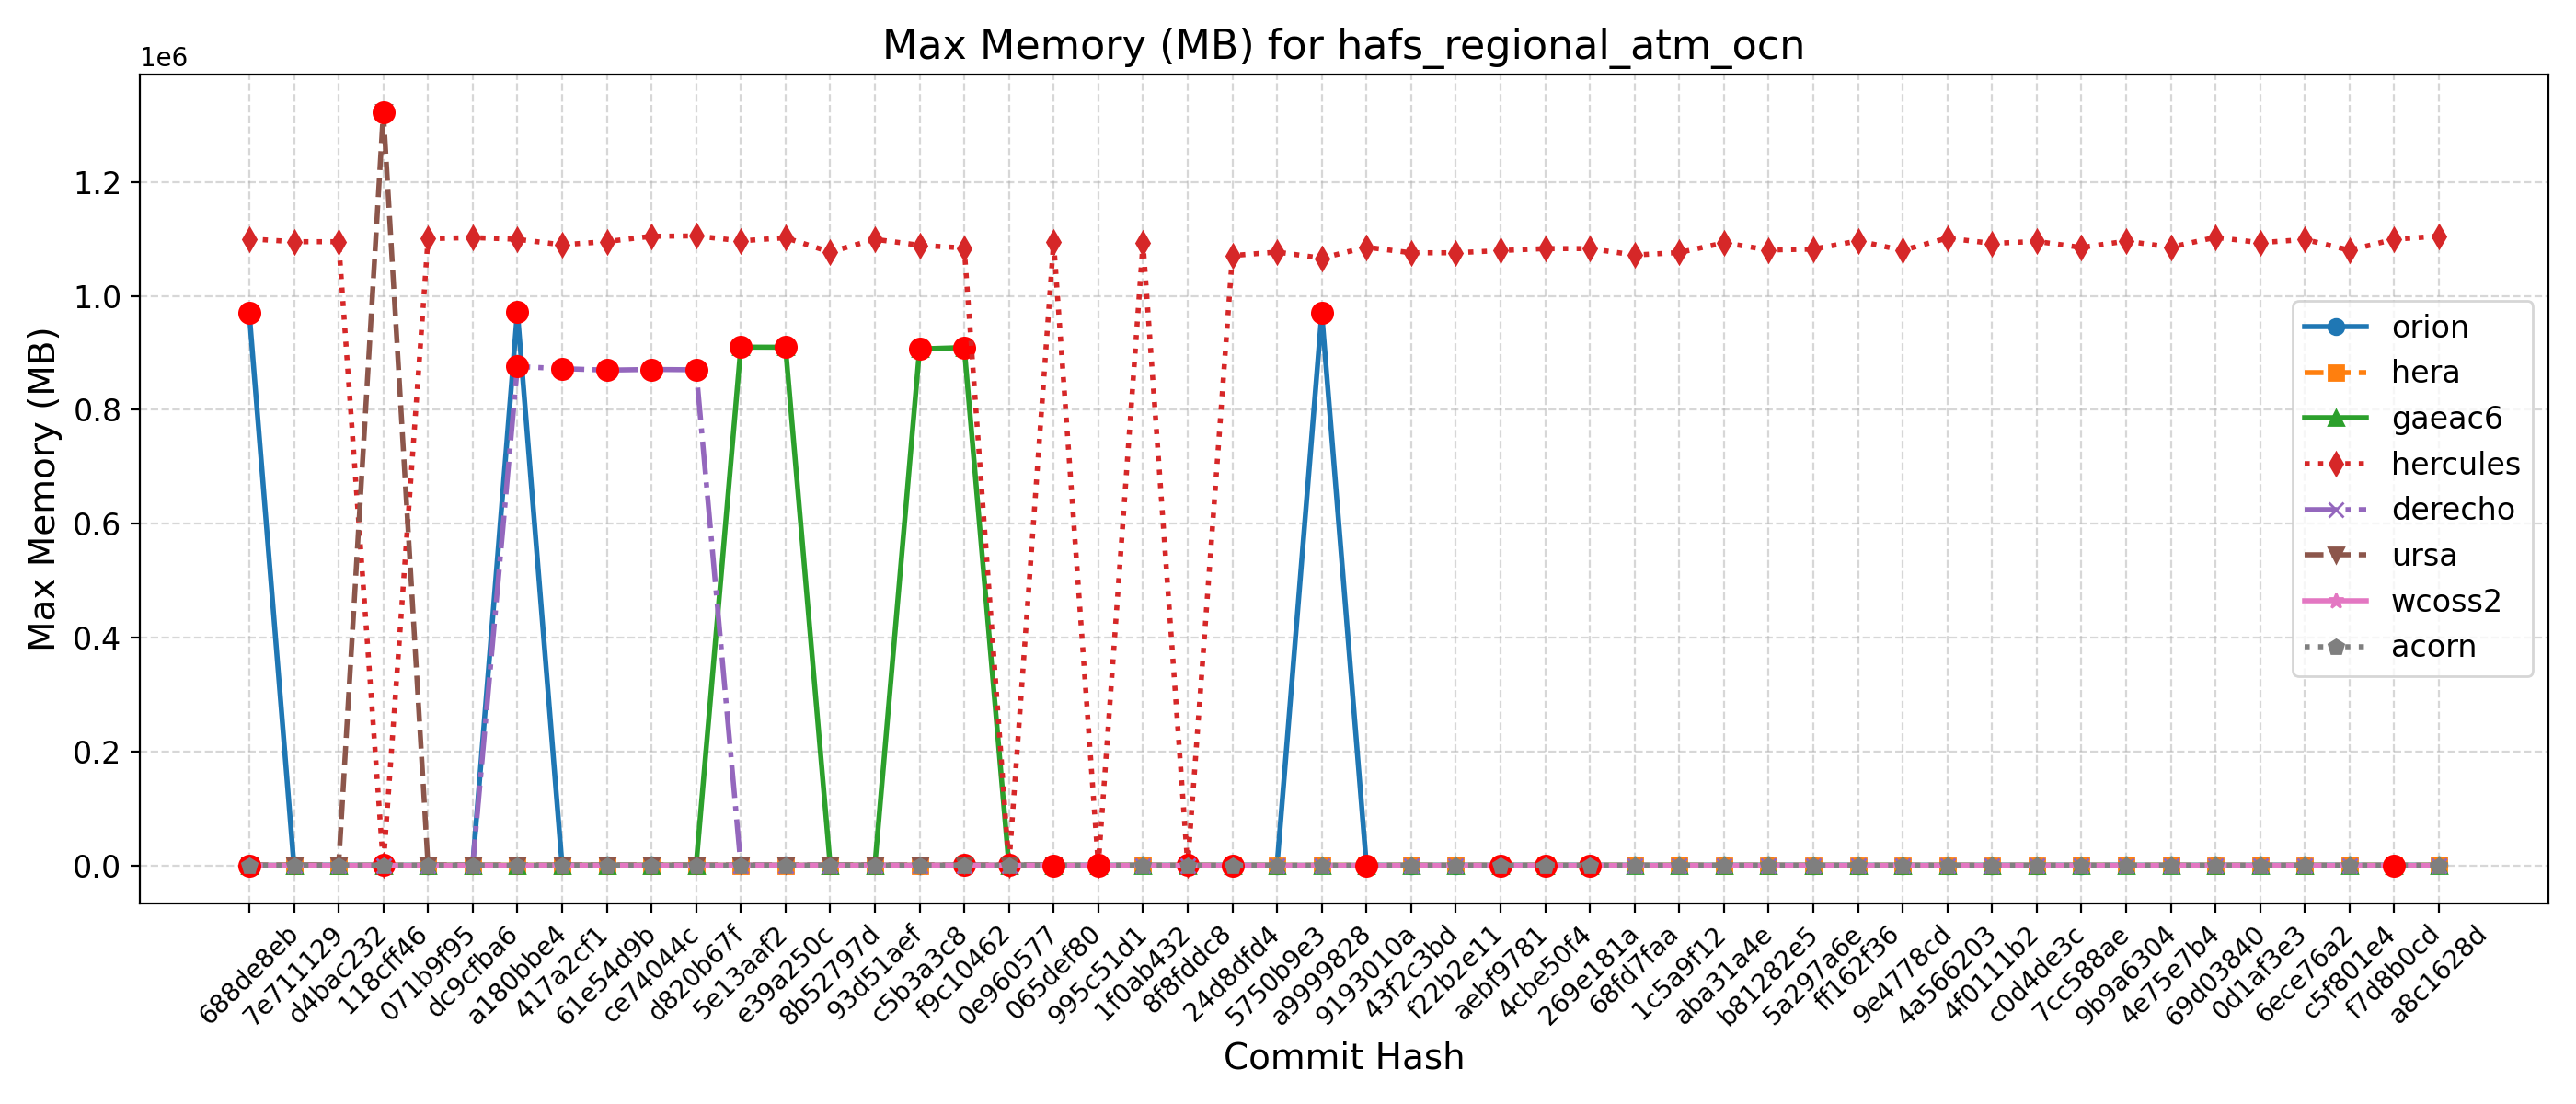 Max Memory (MB) for hafs_regional_atm_ocn
1e6
1.2
1.0
0.8
0.6
0.4
0.2
0.0
Max Memory (MB)
orion
hera
gaeac6
hercules
derecho
ursa
wcoss2
acorn
688de8eb
7e711129
d4bac232
118cff46
071b9f95
dc9cfba6
a180bbe4
417a2cf1
61e54d9b
ce74044c
d820b67f
5e13aaf2
e39a250c
8b52797d
93d51aef
c5b3a3c8
f9c10462
0e960577
065def80
995c51d1
1f0ab432
8f8fddc8
24d8dfd4
5750b9e3
a9999828
9193010a
43f2c3bd
f22b2e11
aebf9781
4cbe50f4
269e181a
68fd7faa
1c5a9f12
aba31a4e
b81282e5
5a297a6e
ff162f36
9e4778cd
4a566203
4f0111b2
c0d4de3c
7cc588ae
9b9a6304
4e75e7b4
69d03840
0d1af3e3
6ece76a2
c5f801e4
f7d8b0cd
a8c1628d
Commit Hash